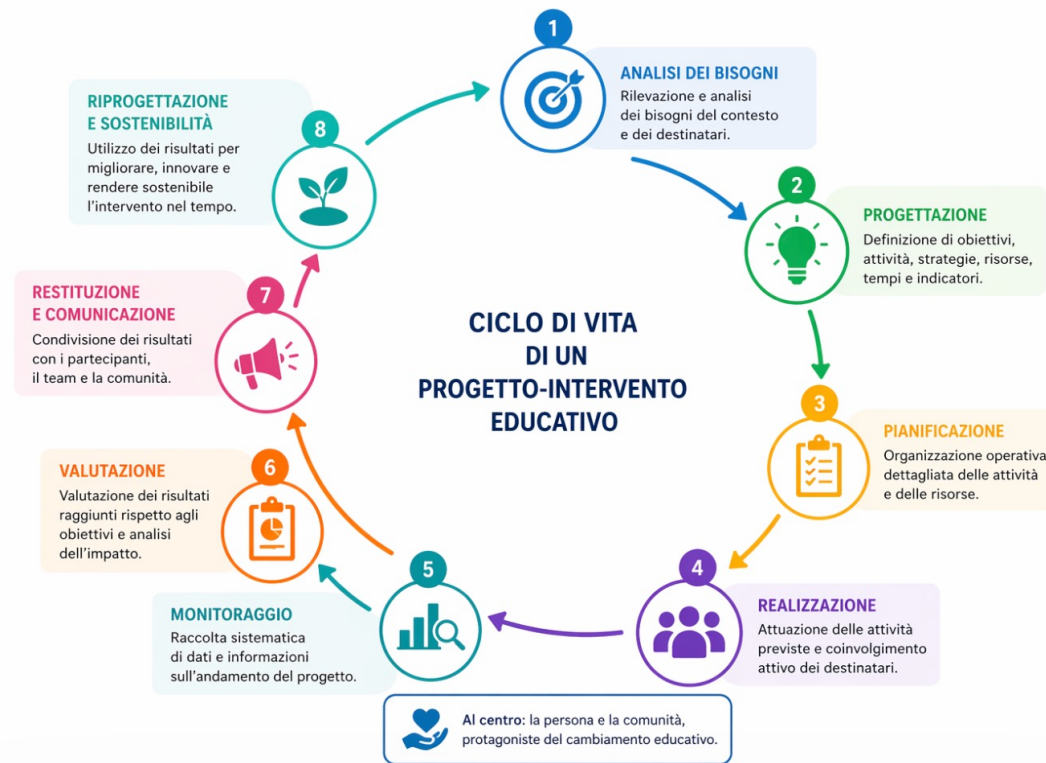 CICLO DI VITA
DI UN
PROGETTO-INTERVENTO
EDUCATIVO
1
ANALISI DEI BISOGNI
Rilevazione e analisi
dei bisogni del contesto
e dei destinatari.
2
PROGETTAZIONE
Definizione di obiettivi,
attività, strategie, risorse,
tempi e indicatori.
3
PIANIFICAZIONE
Organizzazione operativa
dettagliata delle attività
e delle risorse.
4
REALIZZAZIONE
Attuazione delle attività
previste e coinvolgimento
attivo dei destinatari.
5
MONITORAGGIO
Raccolta sistematica
di dati e informazioni
sull'andamento del progetto.
6
VALUTAZIONE
Valutazione dei risultati
raggiunti rispetto agli
obiettivi e analisi
dell'impatto.
7
RESTITUZIONE
E COMUNICAZIONE
Condivisione dei risultati
con i partecipanti,
il team e la comunità.
8
RIPROGETTAZIONE
E SOSTENIBILITÀ
Utilizzo dei risultati per
migliorare, innovare e
rendere sostenibile
l'intervento nel tempo.
Al centro: la persona e la comunità,
protagoniste del cambiamento educativo.